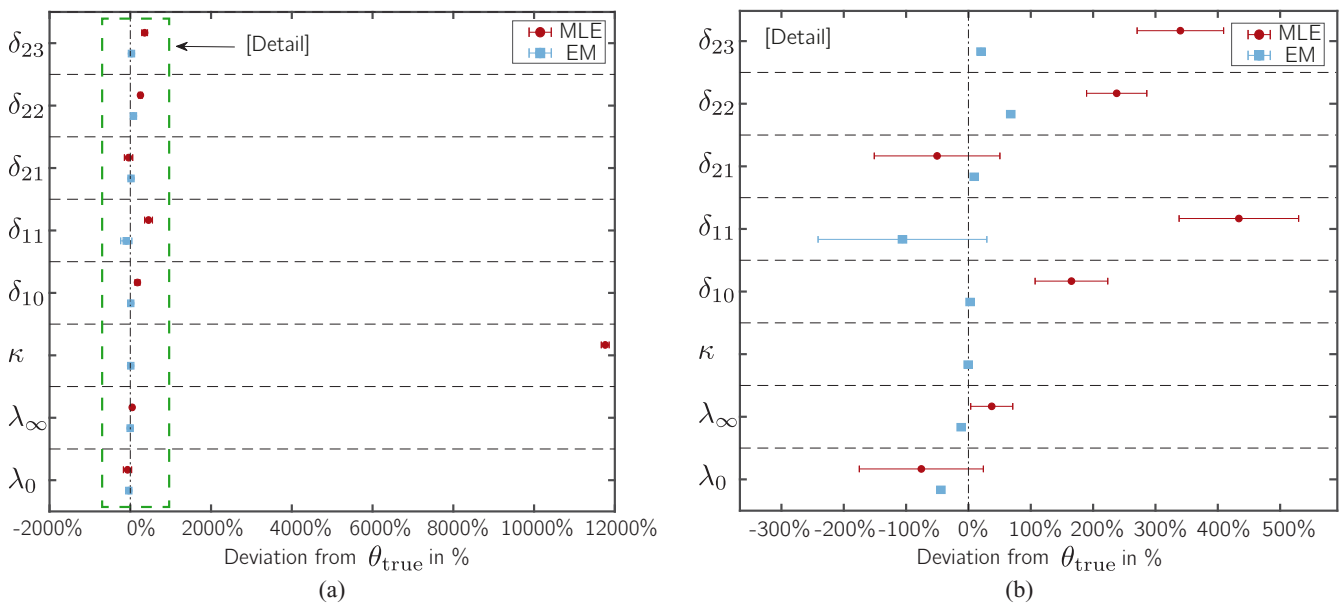 δ23
δ22
δ21
δ11
δ10
κ
λ∞
λ0
[Detail]
MLE
EM
-2000% 0% 2000% 4000% 6000% 8000% 10000% 12000%
Deviation from θtrue in %
(a)
δ23
δ22
δ21
δ11
δ10
κ
λ∞
λ0
[Detail]
MLE
EM
-300% -200% -100% 0% 100% 200% 300% 400% 500%
Deviation from θtrue in %
(b)